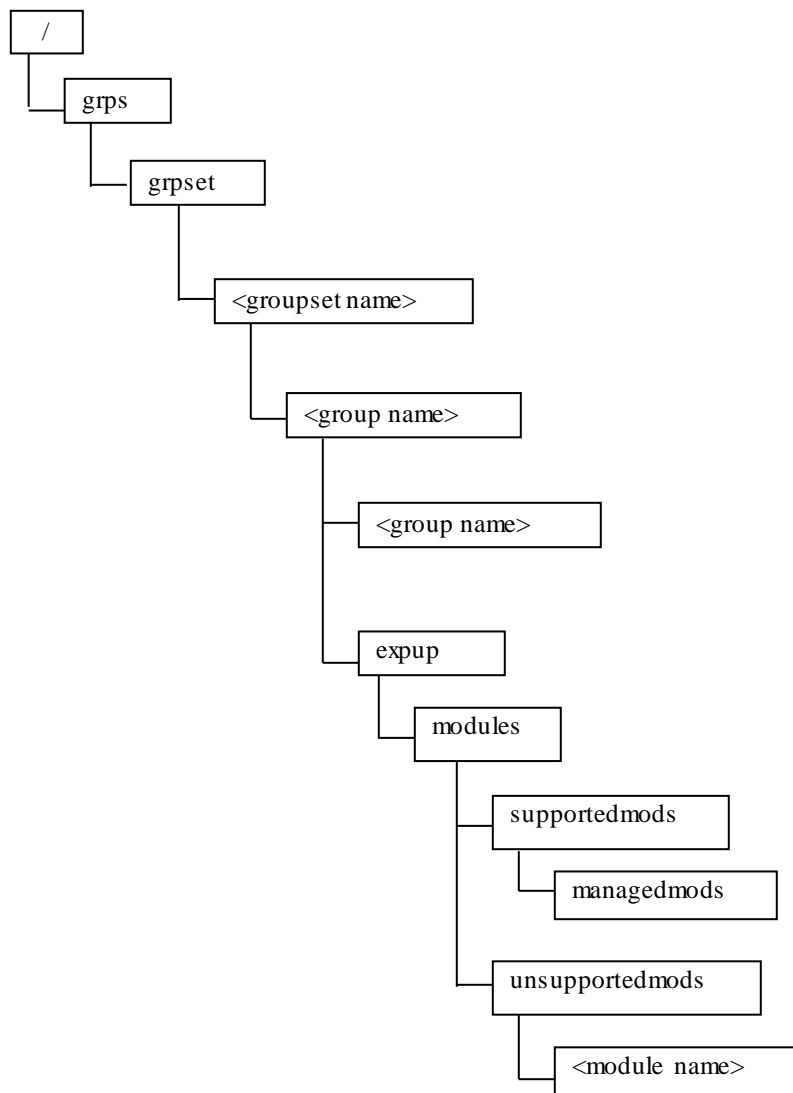 /
grps
grpset
<groupset name>
<group name>
<group name>
expup
modules
supportedmods
managedmods
unsupportedmods
<module name>